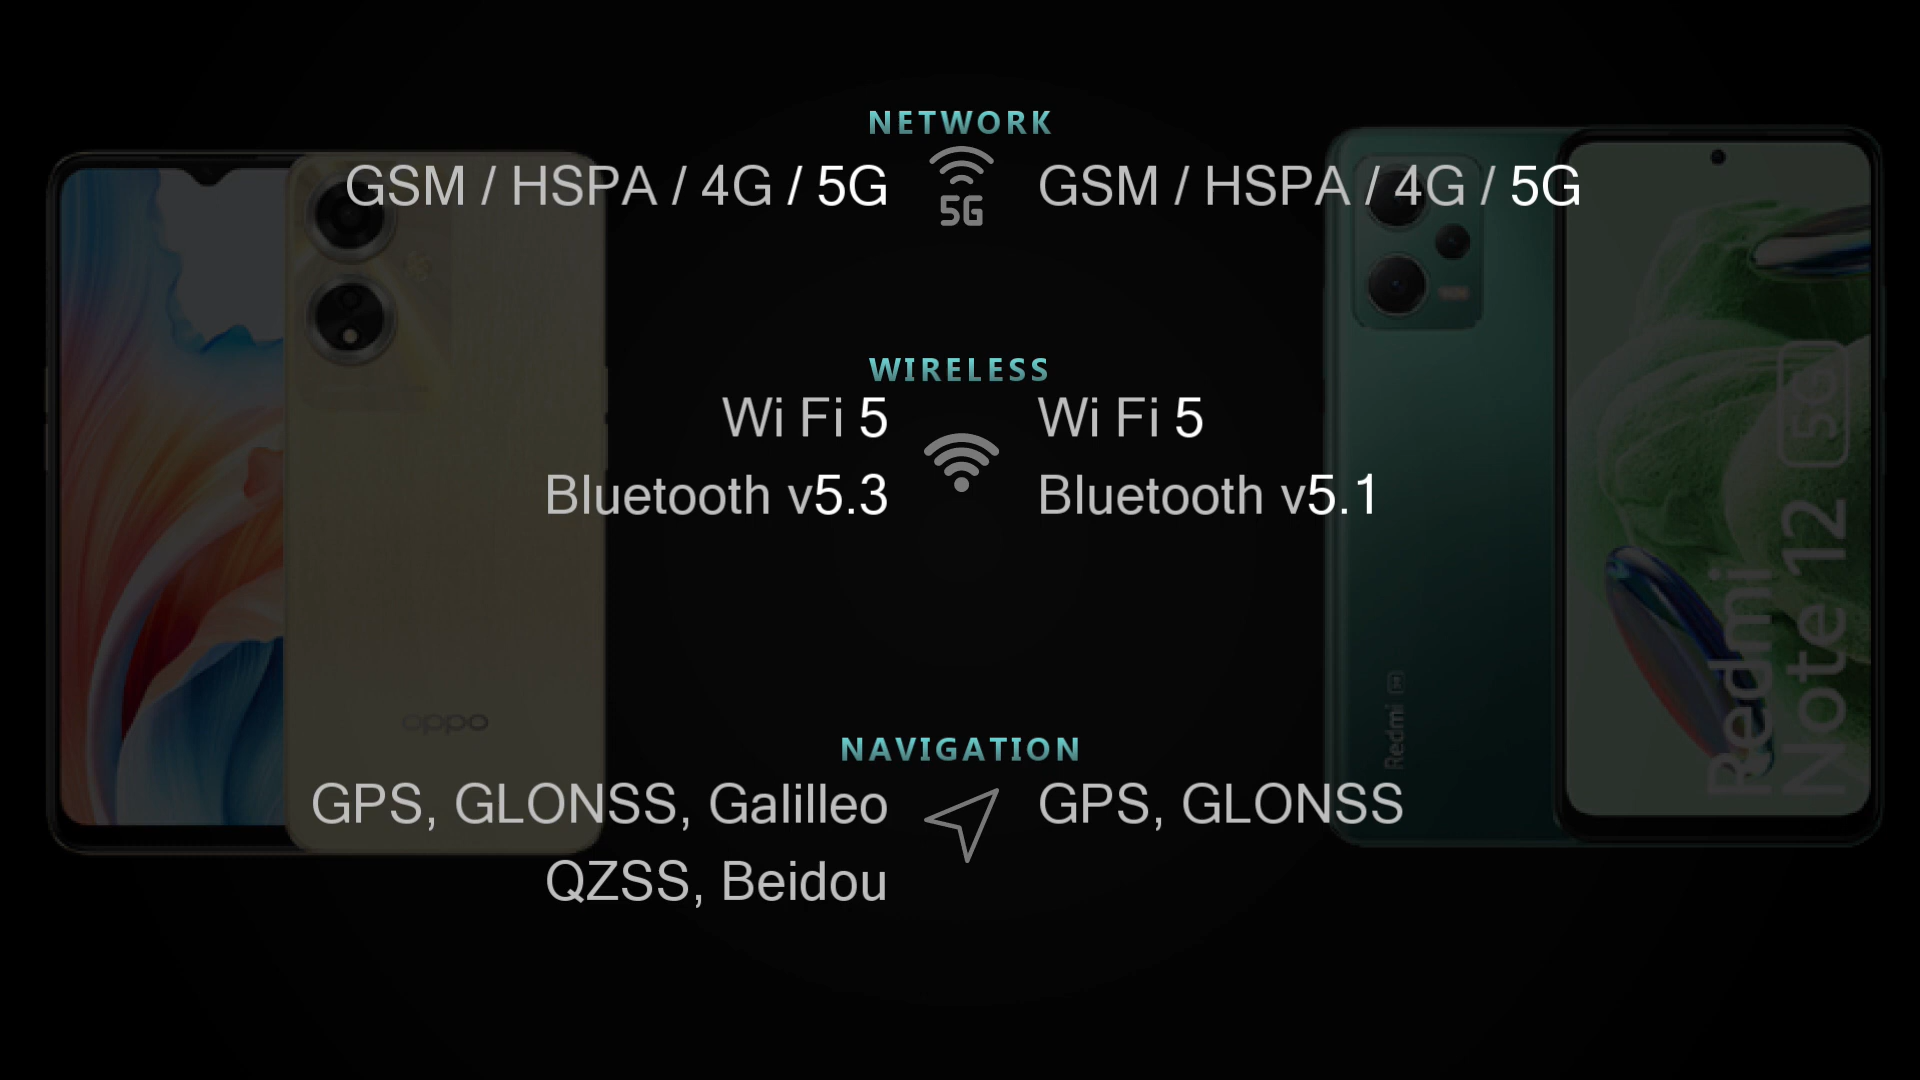 NETWORK
GSM / HSPA / 4G / 5G
5G
GSM / HSPA / 4G / 5G
WIRELESS
Wi Fi 5
Wi Fi 5
Bluetooth v5.3
Bluetooth v5.1
NAVIGATION
GPS, GLONSS, Galilleo
GPS, GLONSS
QZSS, Beidou
oppo
Redmi 5G
Redmi
Note 12 5G